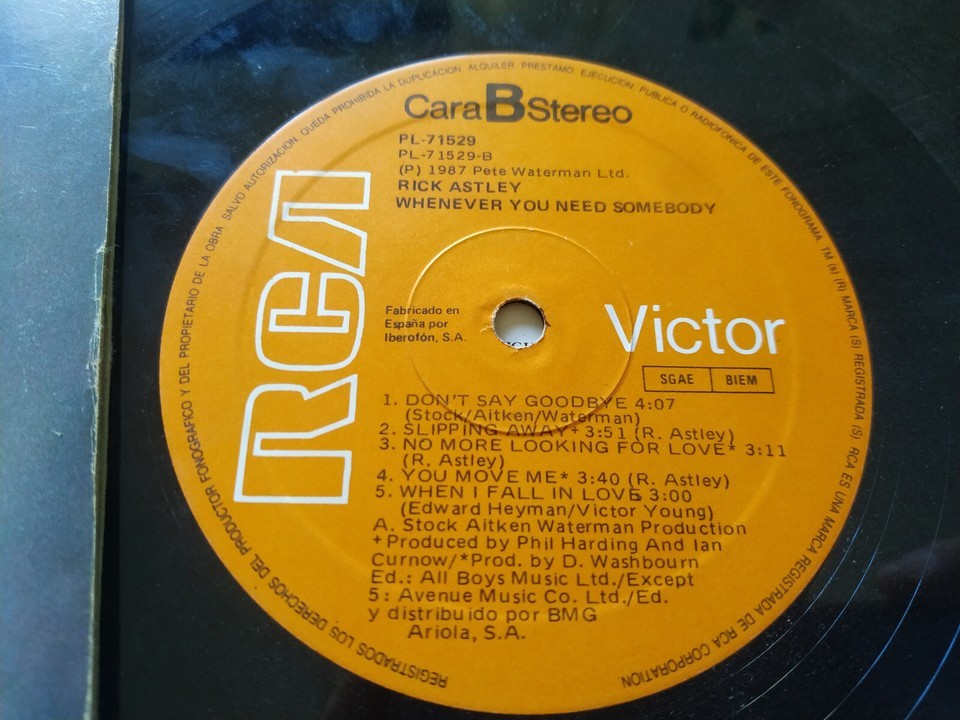 Cara B Stereo
PL-71529
PL-71529-B
(P) 1987 Pete Waterman Ltd.
RICK ASTLEY
WHENEVER YOU NEED SOMEBODY
RCA
Fabricado en
España por
Iberofón, S.A.
Victor
SGAE BIEM
1. DON'T SAY GOODBYE 4:07
(Stock/Aitken/Waterman)
2. SLIPPING AWAY+ 3:51 (R. Astley)
3. NO MORE LOOKING FOR LOVE* 3:11
(R. Astley)
4. YOU MOVE ME* 3:40 (R. Astley)
5. WHEN I FALL IN LOVE 3:00
(Edward Heyman/Victor Young)
A. Stock Aitken Waterman Production
+Produced by Phil Harding And Ian
Curnow/*Prod. by D. Washbourn
Ed.: All Boys Music Ltd./Except
5: Avenue Music Co. Ltd./Ed.
y distribuido por BMG
Ariola, S.A.
REGISTRADOS LOS DERECHOS DEL PRODUCTOR FONOGRAFICO Y DEL PROPIETARIO DE LA OBRA SALVO AUTORIZACION. QUEDA PROHIBIDA LA DUPLICACION ALQUILER PRESTAMO EJECUCION PUBLICA O RADIOFONICA DE ESTE FONOGRAMA TM (s) (R) MARCA (S) REGISTRADA (S) RCA ES UNA MARCA REGISTRADA DE RCA CORPORATION